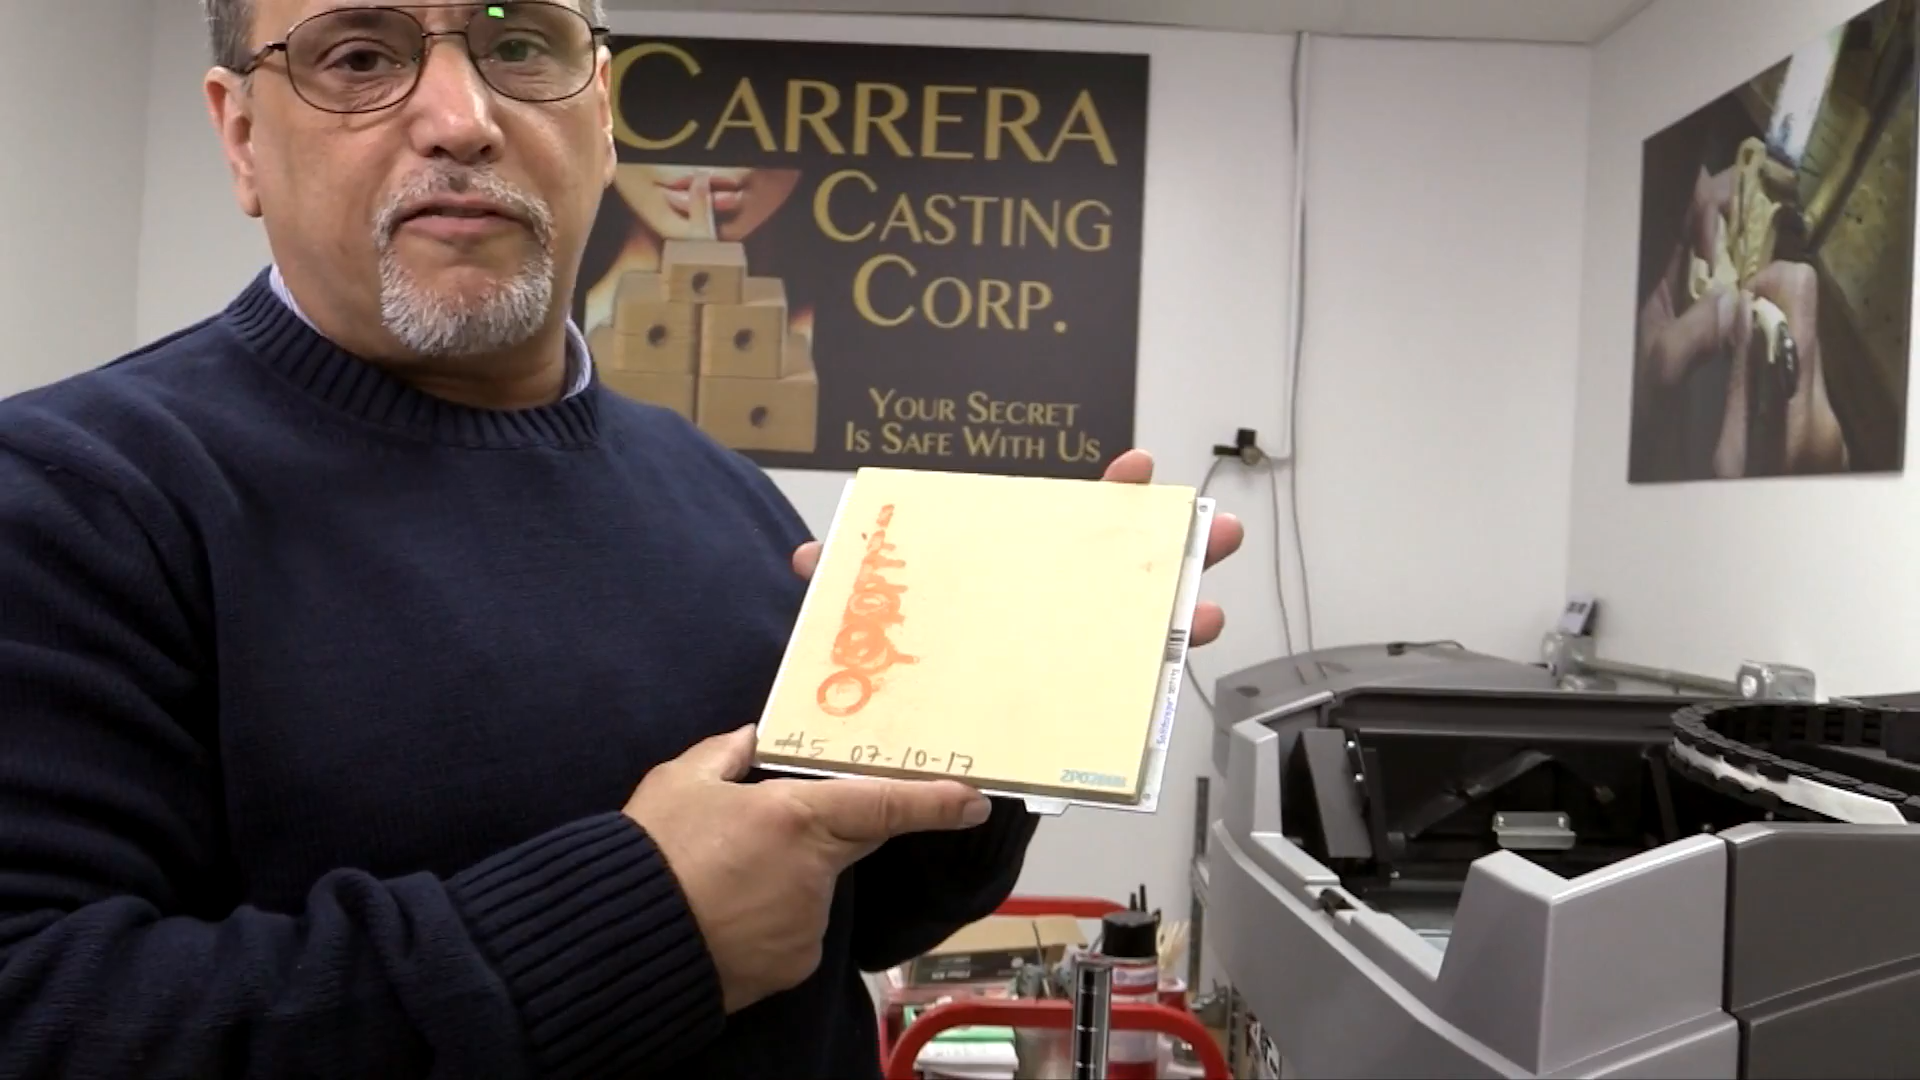 CARRERA
CASTING
CORP.
YOUR SECRET
IS SAFE WITH US
#5 07-10-17